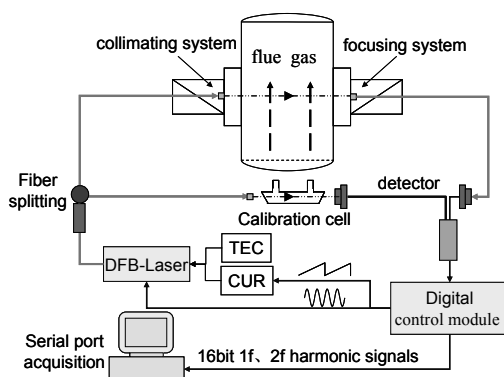 collimating system
focusing system
flue gas
Fiber
splitting
detector
Calibration cell
TEC
DFB-Laser
CUR
Digital
control module
Serial port
acquisition
16bit 1f、2f harmonic signals